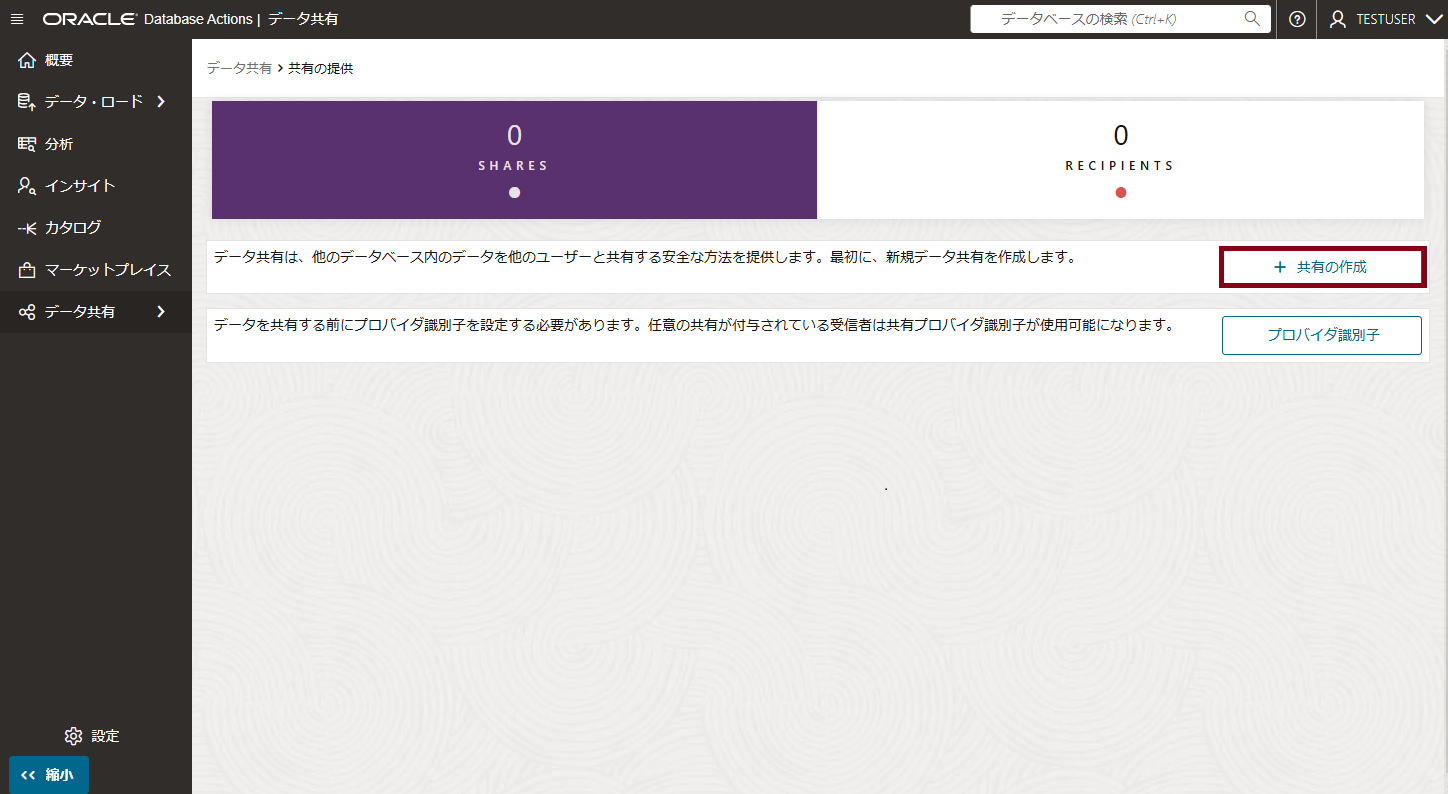 ORACLE Database Actions | データ共有
データベースの検索 (Ctrl+K)
TESTUSER
概要
データ・ロード
分析
インサイト
カタログ
マーケットプレイス
データ共有
設定
縮小
データ共有 › 共有の提供
0
SHARES
0
RECIPIENTS
データ共有は、他のデータベース内のデータを他のユーザーと共有する安全な方法を提供します。最初に、新規データ共有を作成します。
+ 共有の作成
データを共有する前にプロバイダ識別子を設定する必要があります。任意の共有が付与されている受信者は共有プロバイダ識別子が使用可能になります。
プロバイダ識別子